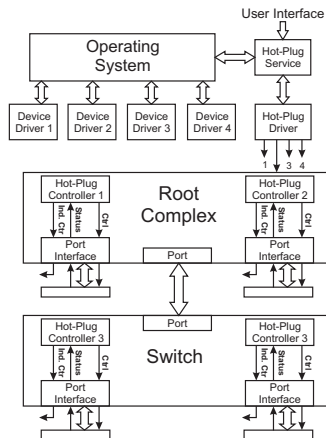 User Interface
Operating
System
Hot-Plug
Service
Device
Driver 1
Device
Driver 2
Device
Driver 3
Device
Driver 4
Hot-Plug
Driver
1
2
3
4
Hot-Plug
Controller 1
Ind. Ctr
Status
Ctrl
Port
Interface
Root
Complex
Port
Hot-Plug
Controller 2
Ind. Ctr
Status
Ctrl
Port
Interface
Port
Hot-Plug
Controller 3
Ind. Ctr
Status
Ctrl
Port
Interface
Switch
Hot-Plug
Controller 3
Ind. Ctr
Status
Ctrl
Port
Interface